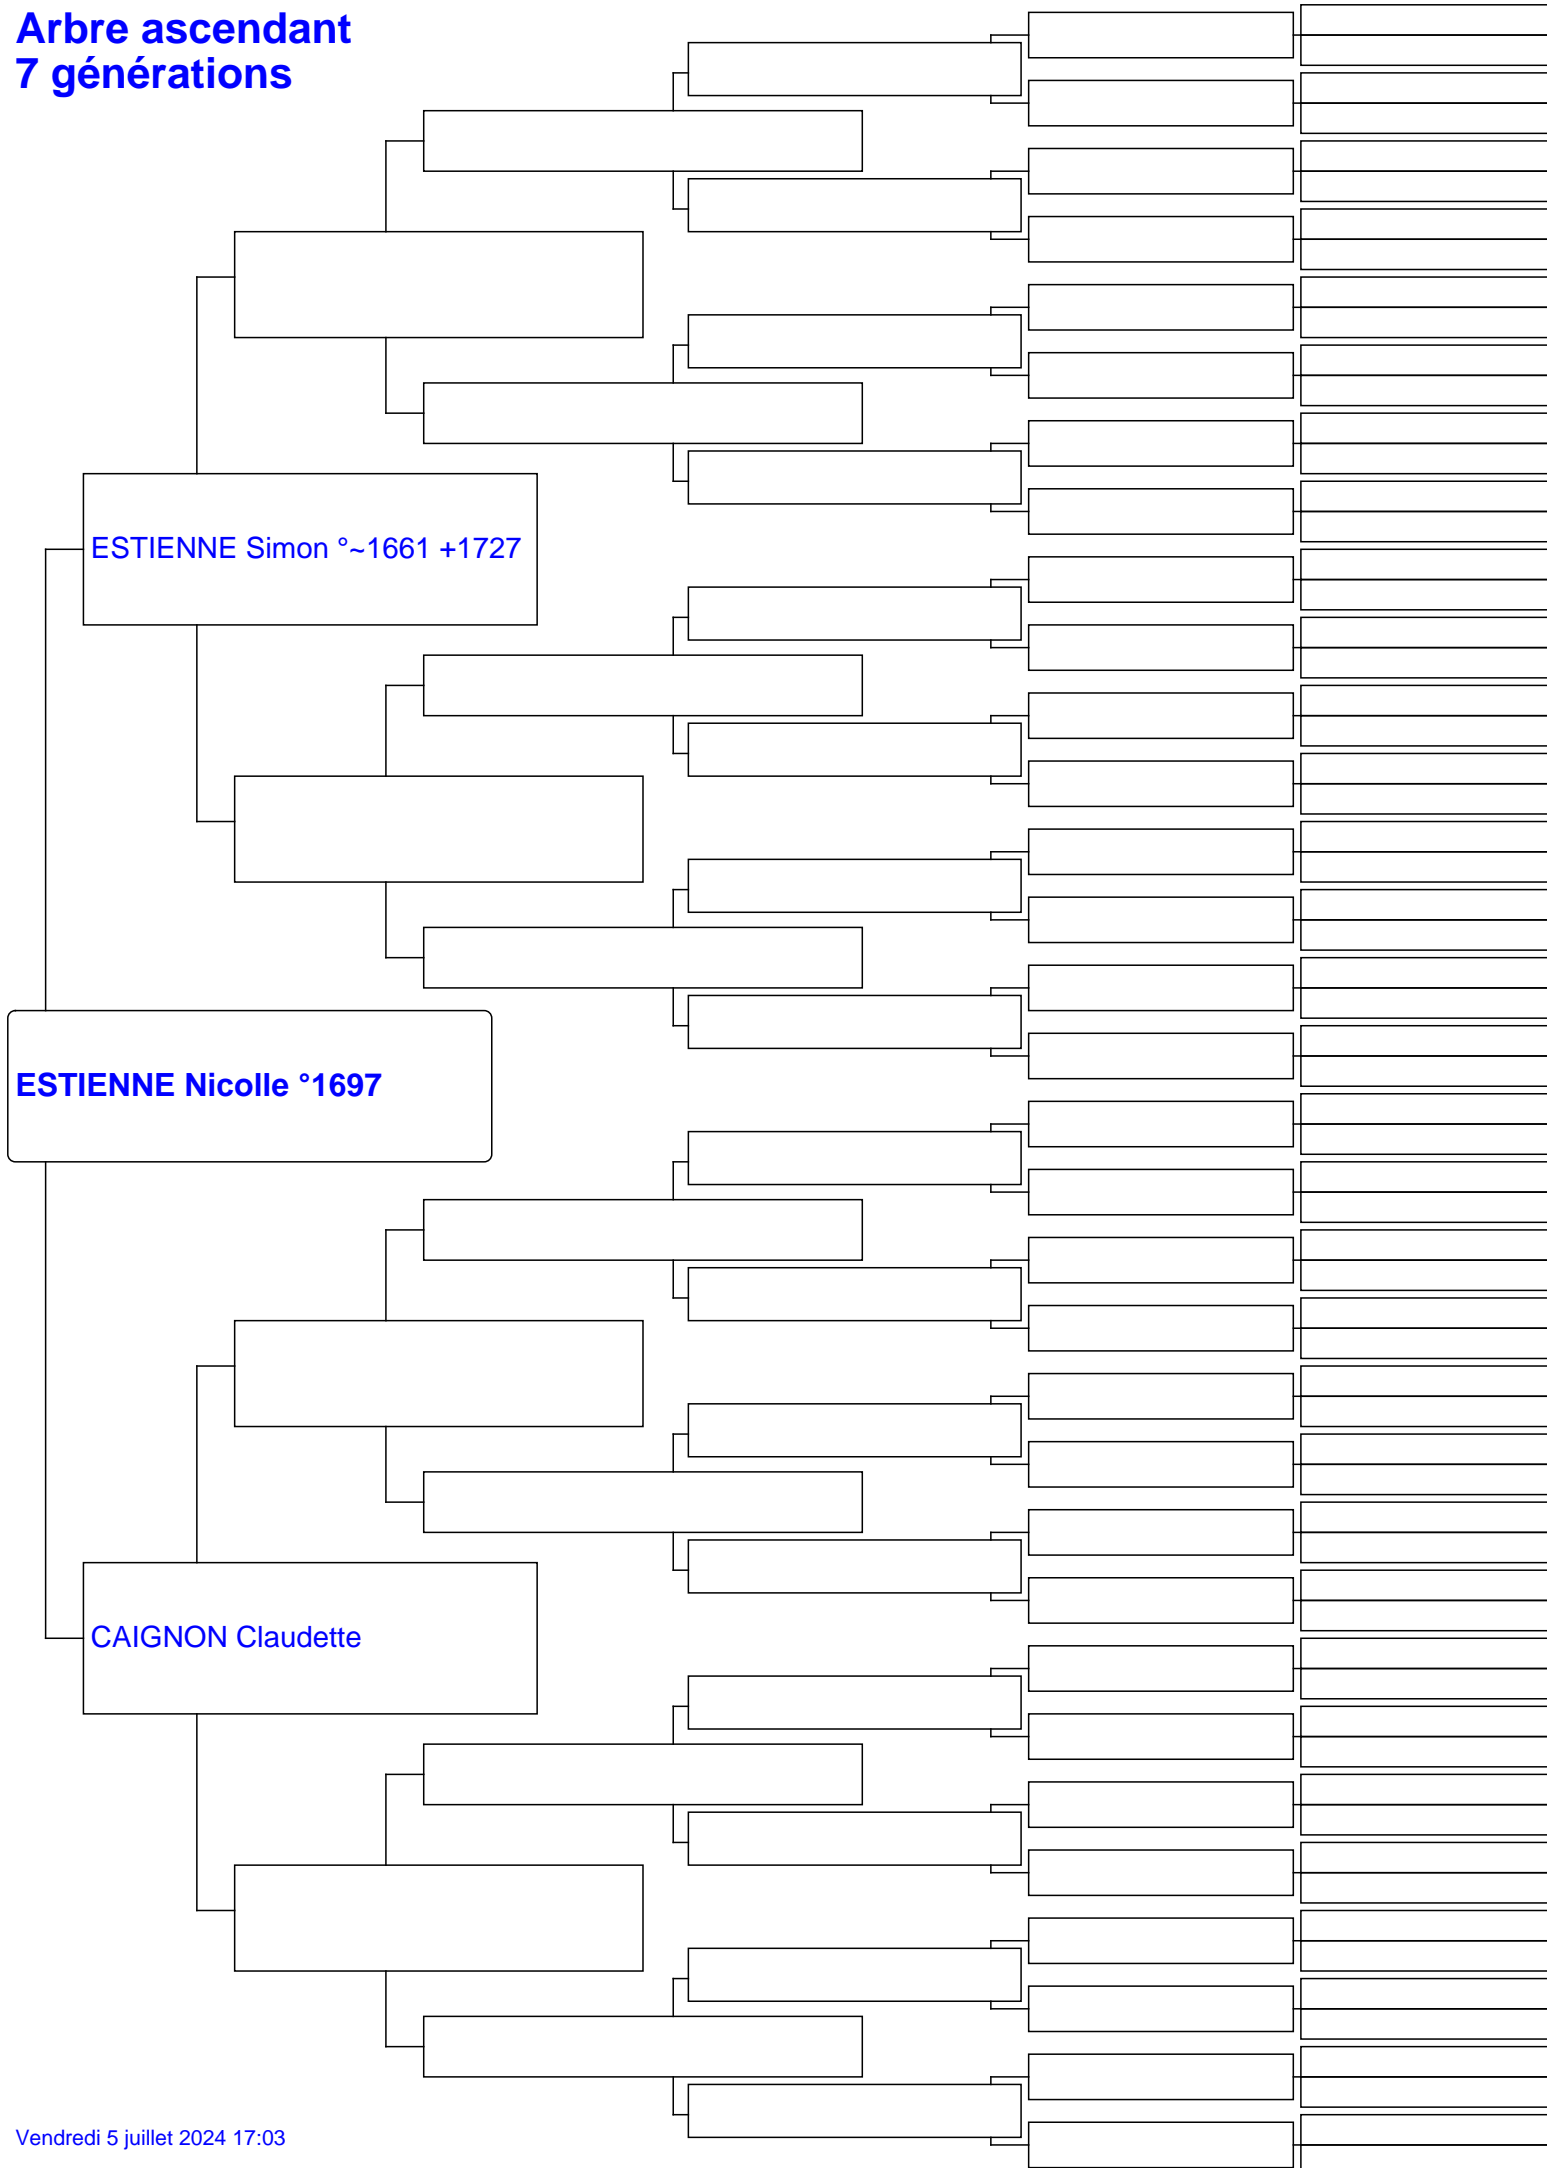 Arbre ascendant
7 générations
ESTIENNE Simon °~1661 +1727
ESTIENNE Nicolle °1697
CAIGNON Claudette
Vendredi 5 juillet 2024 17:03